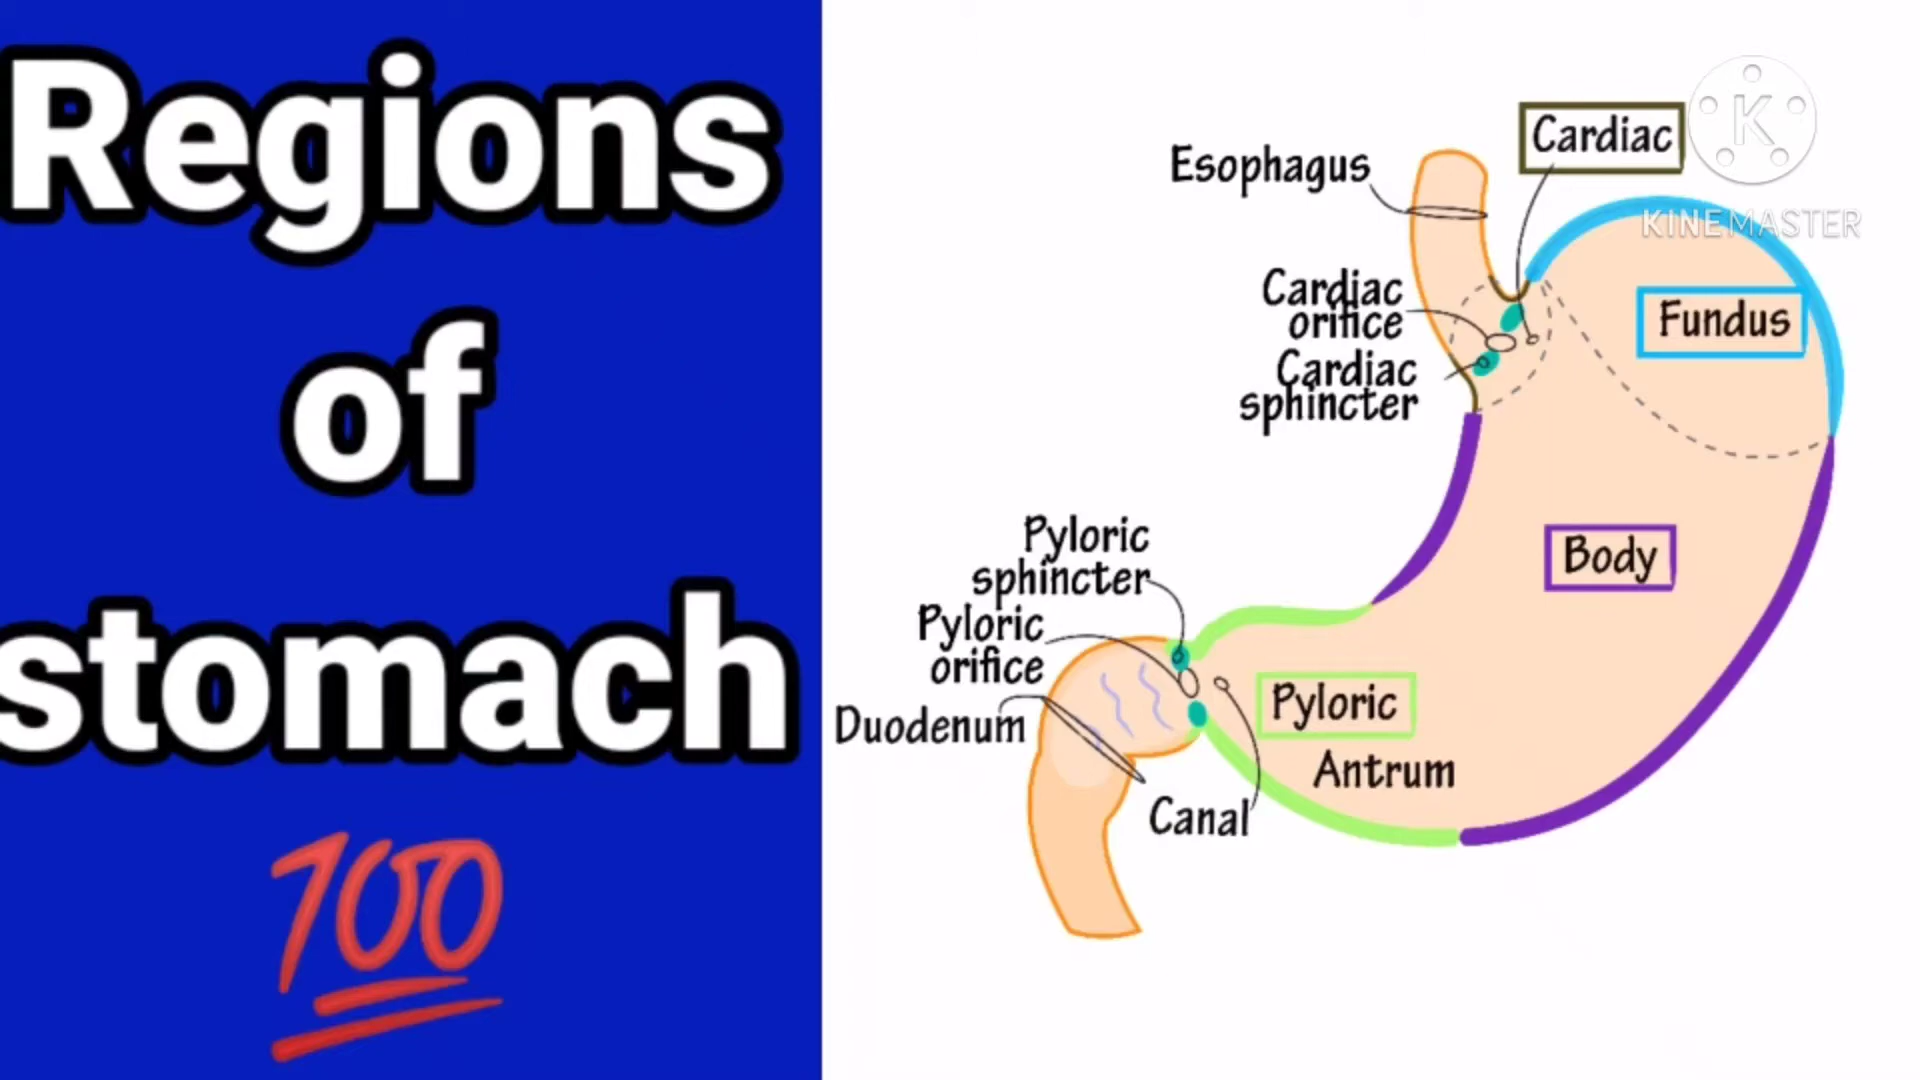 Regions
of
stomach
100
Cardiac
K
KINEMASTER
Esophagus
Cardiac
orifice
Cardiac
sphincter
Fundus
Body
Pyloric
sphincter
Pyloric
orifice
Duodenum
Pyloric
Antrum
Canal